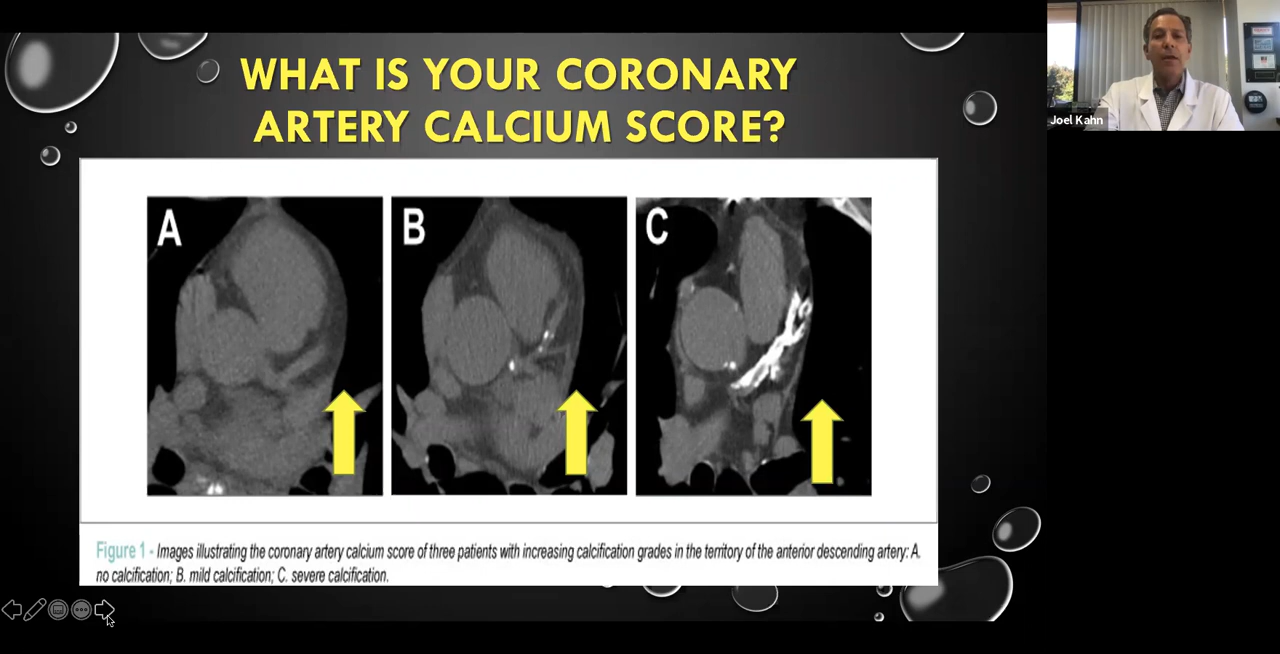 WHAT IS YOUR CORONARY
ARTERY CALCIUM SCORE?
A
B
C
Figure 1 - Images illustrating the coronary artery calcium score of three patients with increasing calcification grades in the territory of the anterior descending artery: A.
no calcification; B. mild calcification; C. severe calcification.
Joel Kahn